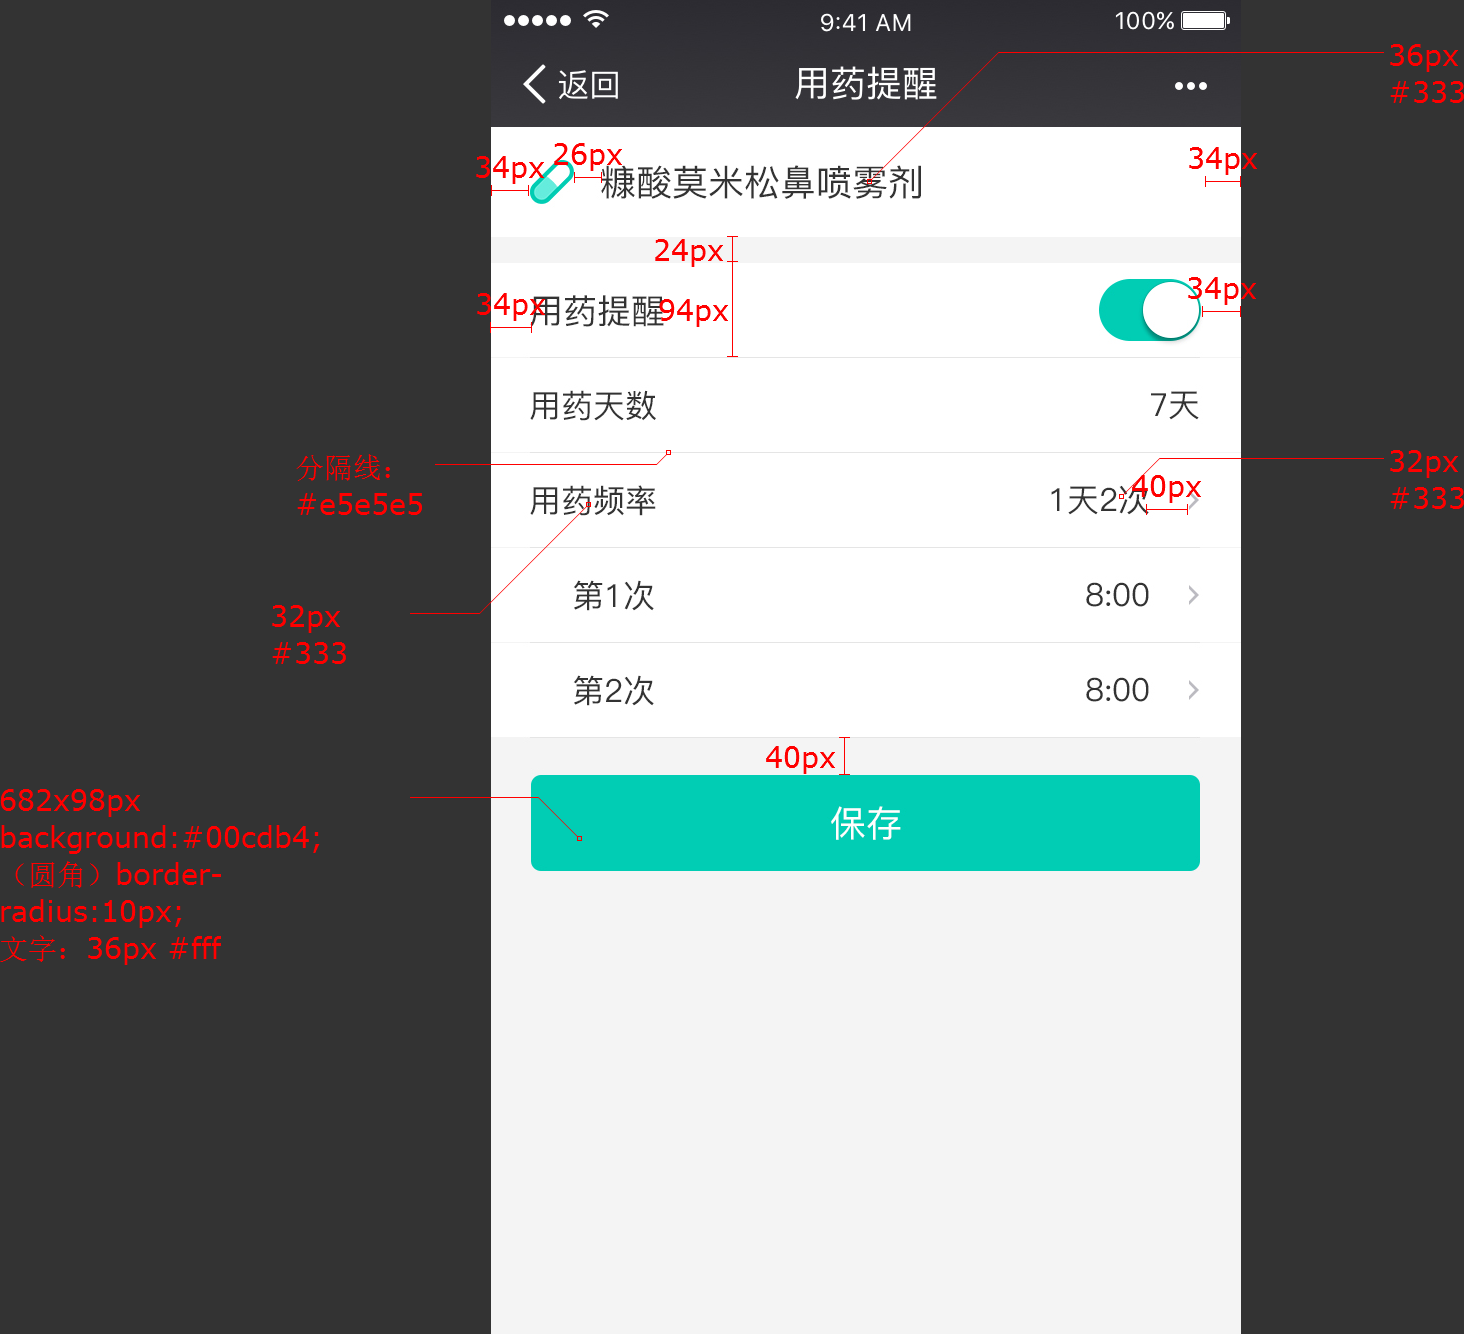 9:41 AM
100%
返回
用药提醒
36px
#333
34px
26px
糠酸莫米松鼻喷雾剂
34px
24px
34px
用药提醒
94px
34px
用药天数
7天
分隔线：
#e5e5e5
用药频率
1天2次
40px
32px
#333
32px
#333
第1次
8:00
第2次
8:00
40px
682x98px
background:#00cdb4;
（圆角）border-
radius:10px;
文字：36px #fff
保存